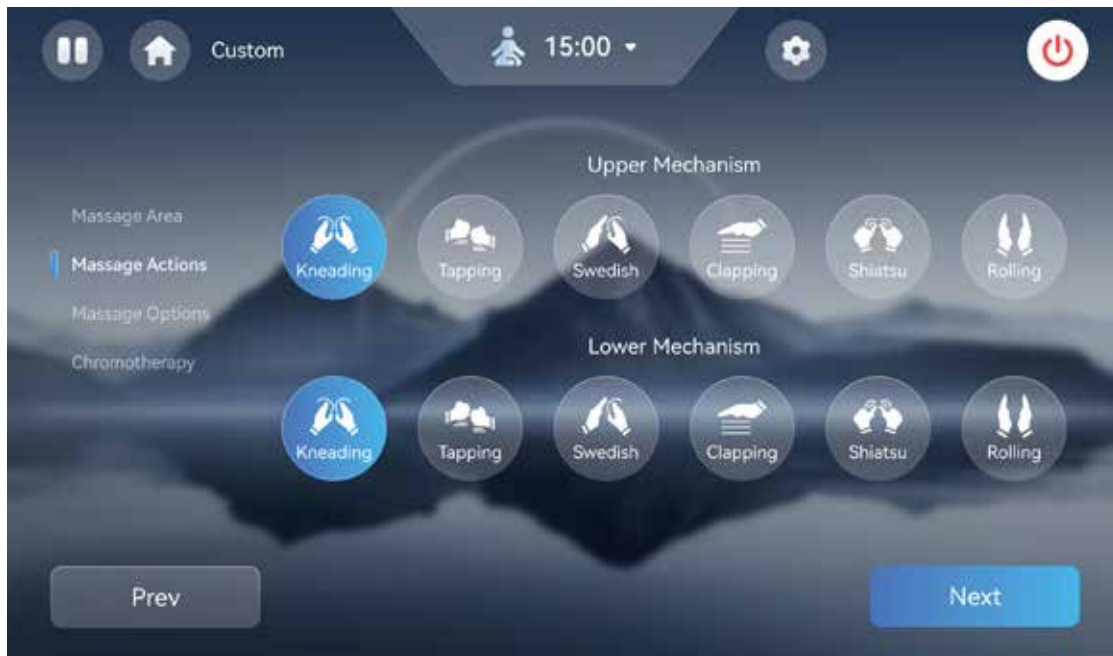 Custom
15:00
Upper Mechanism
Massage Area
Massage Actions
Massage Options
Chromotherapy
Kneading Tapping Swedish Clapping Shiatsu Rolling
Lower Mechanism
Kneading Tapping Swedish Clapping Shiatsu Rolling
Prev Next